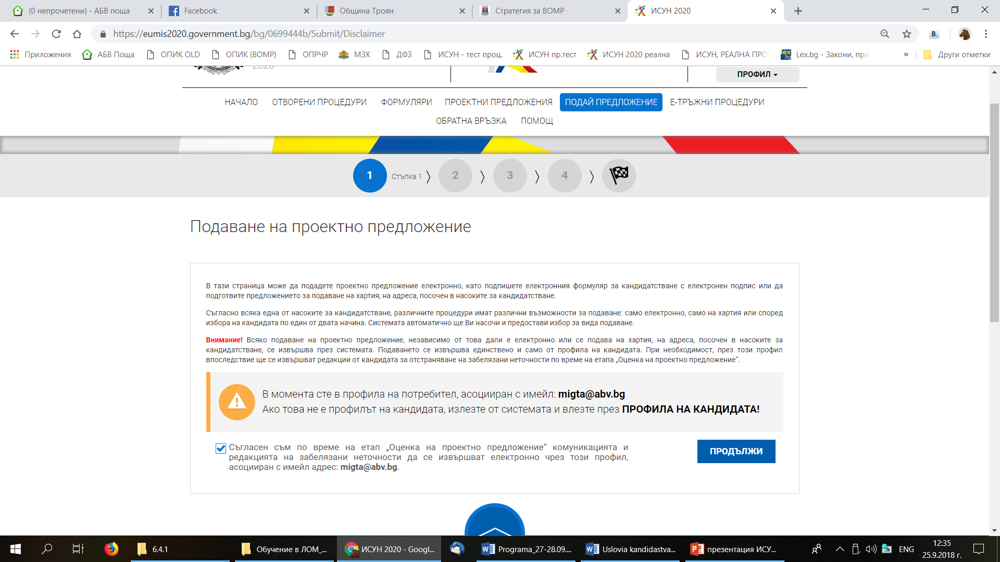 (0 непрочетени) - АБВ поща
Facebook
Община Троян
Стратегия за ВОМР
ИСУН 2020
https://eumis2020.government.bg/bg/0699444b/Submit/Disclaimer
Приложения
АБВ Поща
ОПИК OLD
ОПИК (ВОМР)
ОПРЧР
МЗХ
ДФЗ
ИСУН - тест проц.
ИСУН пр.тест
ИСУН 2020 реална
ИСУН, РЕАЛНА ПРО
Lex.bg - Закони, пра
»
Други отметки
2020
ПРОФИЛ
НАЧАЛО ОТВОРЕНИ ПРОЦЕДУРИ ФОРМУЛЯРИ ПРОЕКТНИ ПРЕДЛОЖЕНИЯ ПОДАЙ ПРЕДЛОЖЕНИЕ Е-ТРЪЖНИ ПРОЦЕДУРИ
ОБРАТНА ВРЪЗКА ПОМОЩ
1 Стъпка 1 2 3 4
Подаване на проектно предложение
В тази страница може да подадете проектно предложение електронно, като подпишете електронния формуляр за кандидатстване с електронен подпис или да
подготвите предложението за подаване на хартия, на адреса, посочен в насоките за кандидатстване.
Съгласно всяка една от насоките за кандидатстване, различните процедури имат различни възможности за подаване: само електронно, само на хартия или според
избора на кандидата по един от двата начина. Системата автоматично ще Ви насочи и предостави избор за вида подаване.
Внимание! Всяко подаване на проектно предложение, независимо от това дали е електронно или се подава на хартия, на адреса, посочен в насоките за
кандидатстване, се извършва през системата. Подаването се извършва единствено и само от профила на кандидата. При необходимост, през този профил
впоследствие ще се извършват редакции от кандидата за отстраняване на забелязани неточности по време на етапа „Оценка на проектно предложение“.
В момента сте в профила на потребител, асоцииран с имейл: migta@abv.bg
Ако това не е профилът на кандидата, излезте от системата и влезте през ПРОФИЛА НА КАНДИДАТА!
Съгласен съм по време на етап „Оценка на проектно предложение“ комуникацията и
редакцията на забелязани неточности да се извършват електронно чрез този профил,
асоцииран с имейл адрес: migta@abv.bg.
ПРОДЪЛЖИ
6.4.1
Обучение в ЛОМ_...
ИСУН 2020 - Googl...
Programa_27-28.09....
Uslovia kandidastva...
презентация ИСУ...
ENG
12:35
25.9.2018 г.